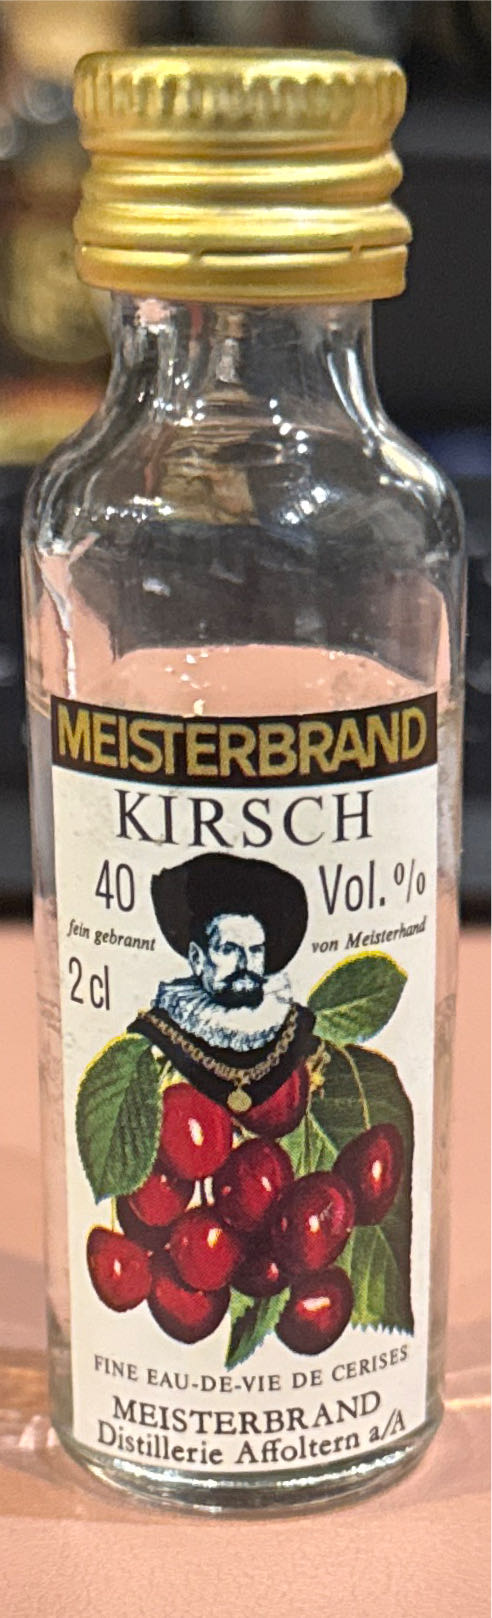 MEISTERBRAND
KIRSCH
40 Vol. %
fein gebrannt von Meisterhand
2 cl
FINE EAU-DE-VIE DE CERISES
MEISTERBRAND
Distillerie Affoltern a/A